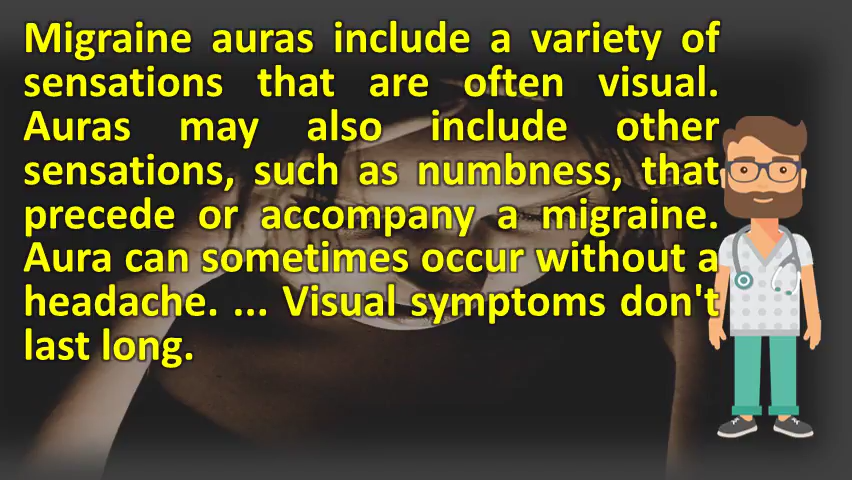 Migraine auras include a variety of
sensations that are often visual.
Auras may also include other
sensations, such as numbness, that
precede or accompany a migraine.
Aura can sometimes occur without a
headache. ... Visual symptoms don't
last long.